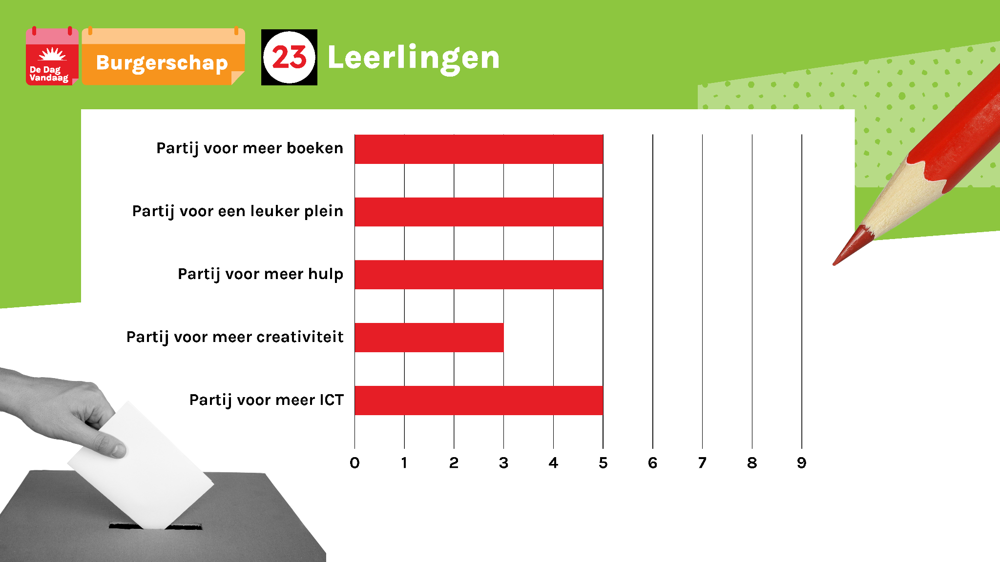 De Dag
Vandaag
Burgerschap
23
Leerlingen
Partij voor meer boeken
Partij voor een leuker plein
Partij voor meer hulp
Partij voor meer creativiteit
Partij voor meer ICT
0 1 2 3 4 5 6 7 8 9